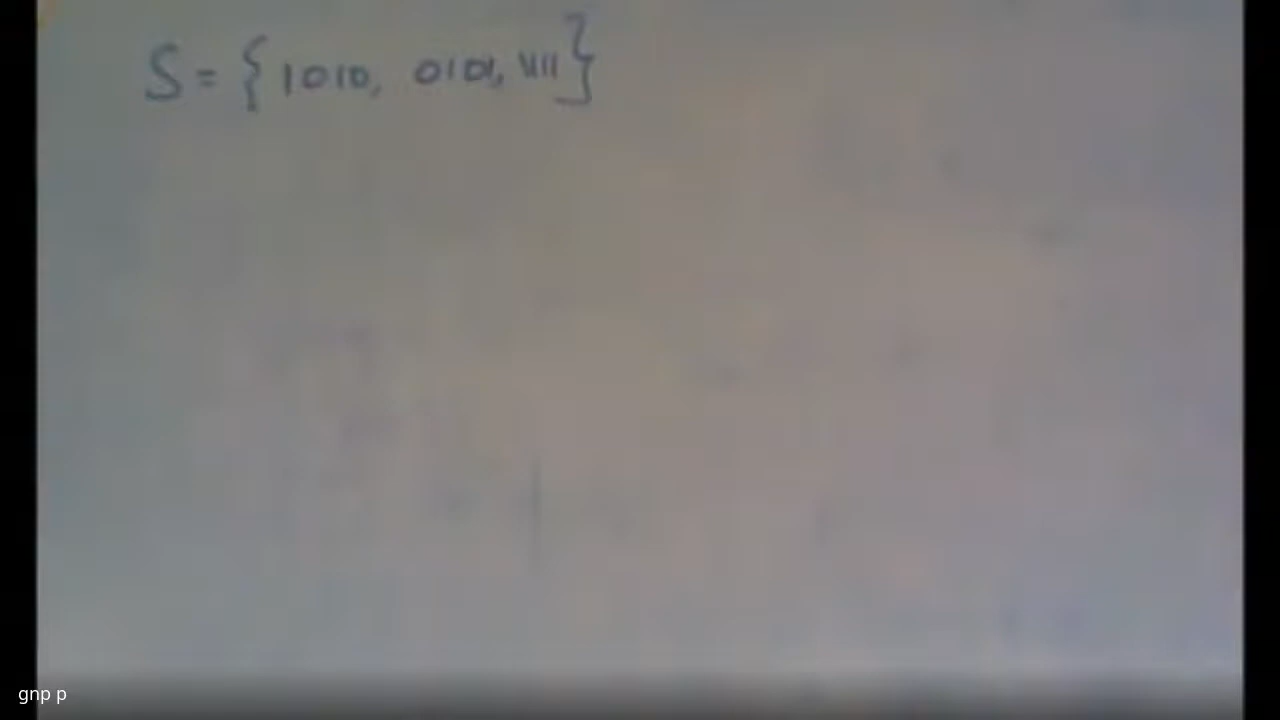 S = {1010, 0101, 1111}
gnp p